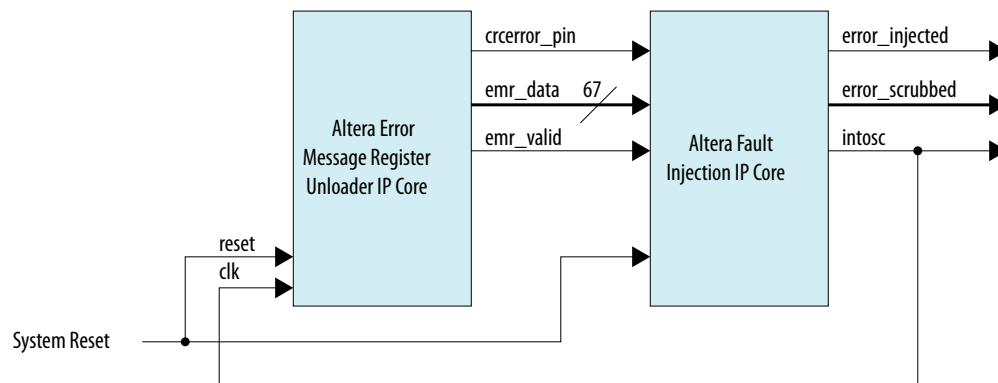 crcerror_pin
emr_data 67
emr_valid
Altera Error
Message Register
Unloader IP Core
reset
clk
System Reset
Altera Fault
Injection IP Core
error_injected
error_scrubbed
intosc